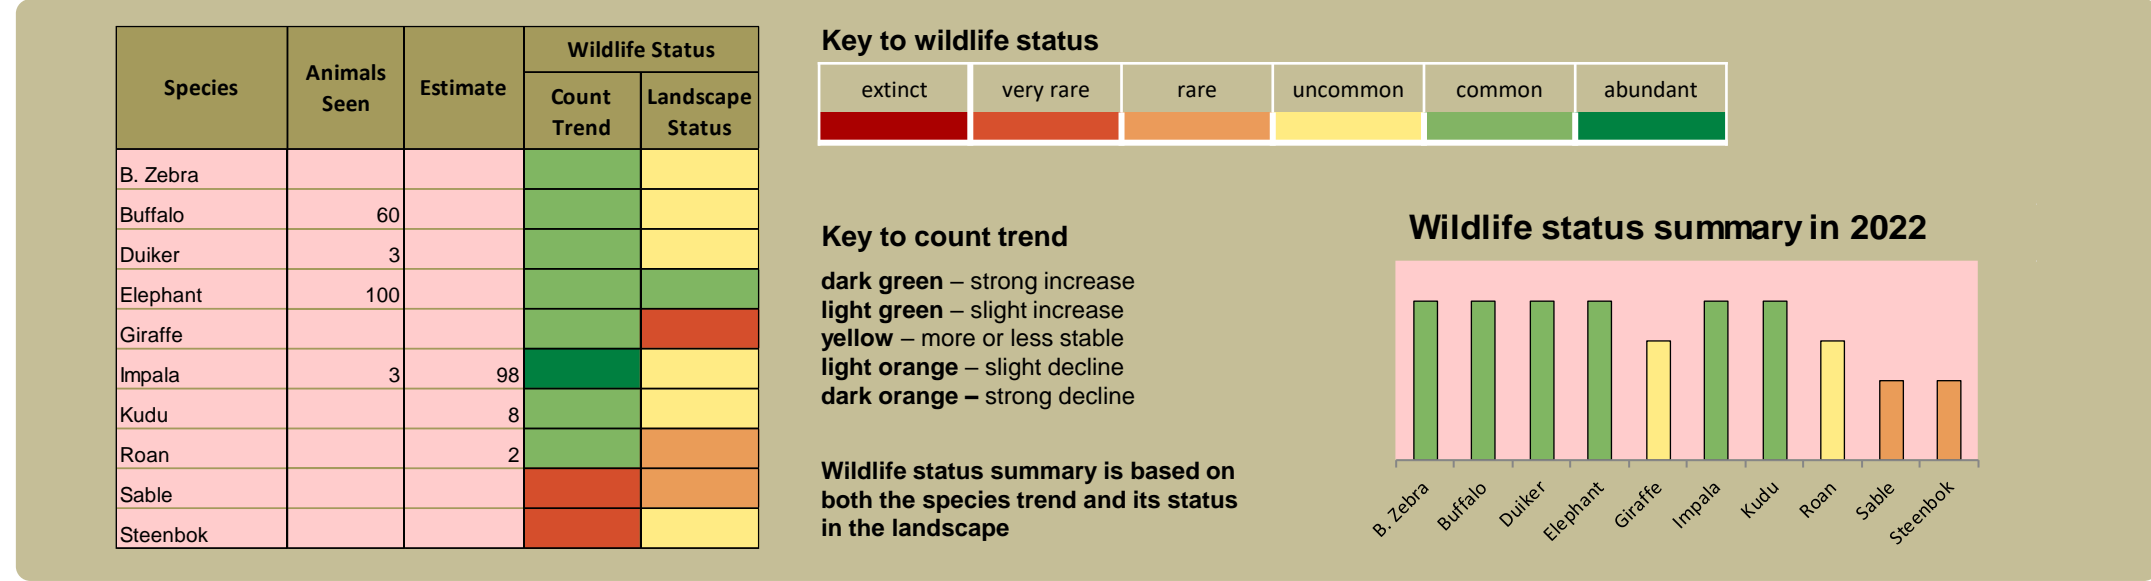 Species
Animals Seen
Estimate
Wildlife Status
Count Trend
Landscape Status
B. Zebra
Buffalo 60
Duiker 3
Elephant 100
Giraffe
Impala 3 98
Kudu 8
Roan 2
Sable
Steenbok
Key to wildlife status
extinct very rare rare uncommon common abundant
Key to count trend
dark green – strong increase
light green – slight increase
yellow – more or less stable
light orange – slight decline
dark orange – strong decline
Wildlife status summary is based on
both the species trend and its status
in the landscape
Wildlife status summary in 2022
B. Zebra
Buffalo
Duiker
Elephant
Giraffe
Impala
Kudu
Roan
Sable
Steenbok